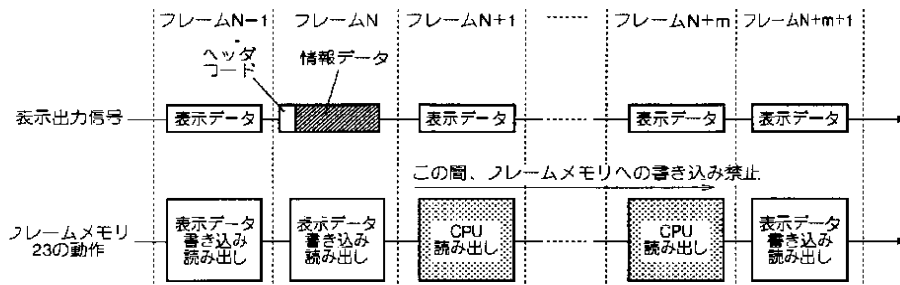 フレームN−1
フレームN
フレームN+1
フレームN+m
フレームN+m+1
ヘッダ
コード
情報データ
表示出力信号
表示データ
表示データ
表示データ
表示データ
この間、フレームメモリへの書き込み禁止
フレームメモリ
23の動作
表示データ
書き込み
読み出し
表示データ
書き込み
読み出し
CPU
読み出し
CPU
読み出し
表示データ
書き込み
読み出し